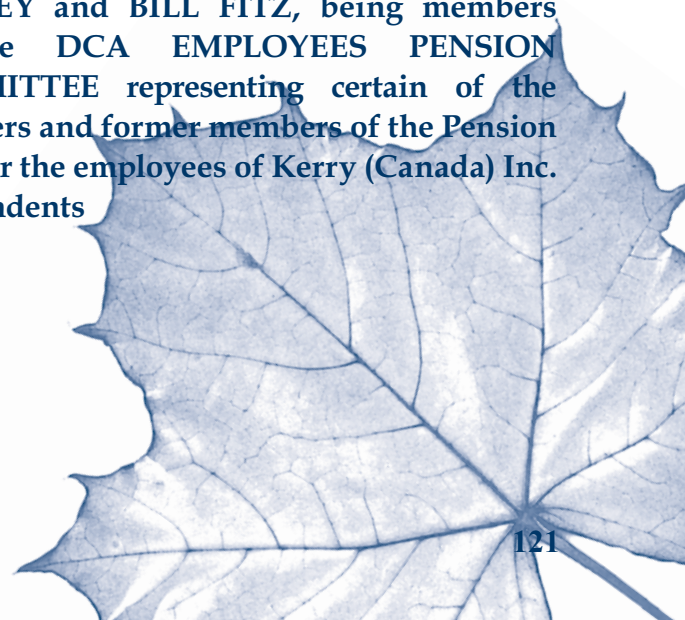 EY and BILL FITZ, being members
e DCA EMPLOYEES PENSION
MITTEE representing certain of the
ers and former members of the Pension
r the employees of Kerry (Canada) Inc.
ndents
121